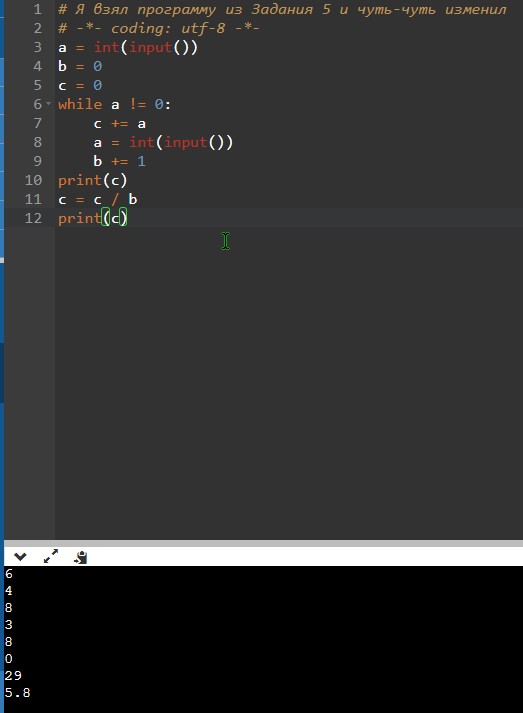 1 # Я взял программу из Задания 5 и чуть-чуть изменил
2 # -*- coding: utf-8 -*-
3 a = int(input())
4 b = 0
5 c = 0
6 while a != 0:
7     c += a
8     a = int(input())
9     b += 1
10 print(c)
11 c = c / b
12 print(c)
6
4
8
3
8
0
29
5.8